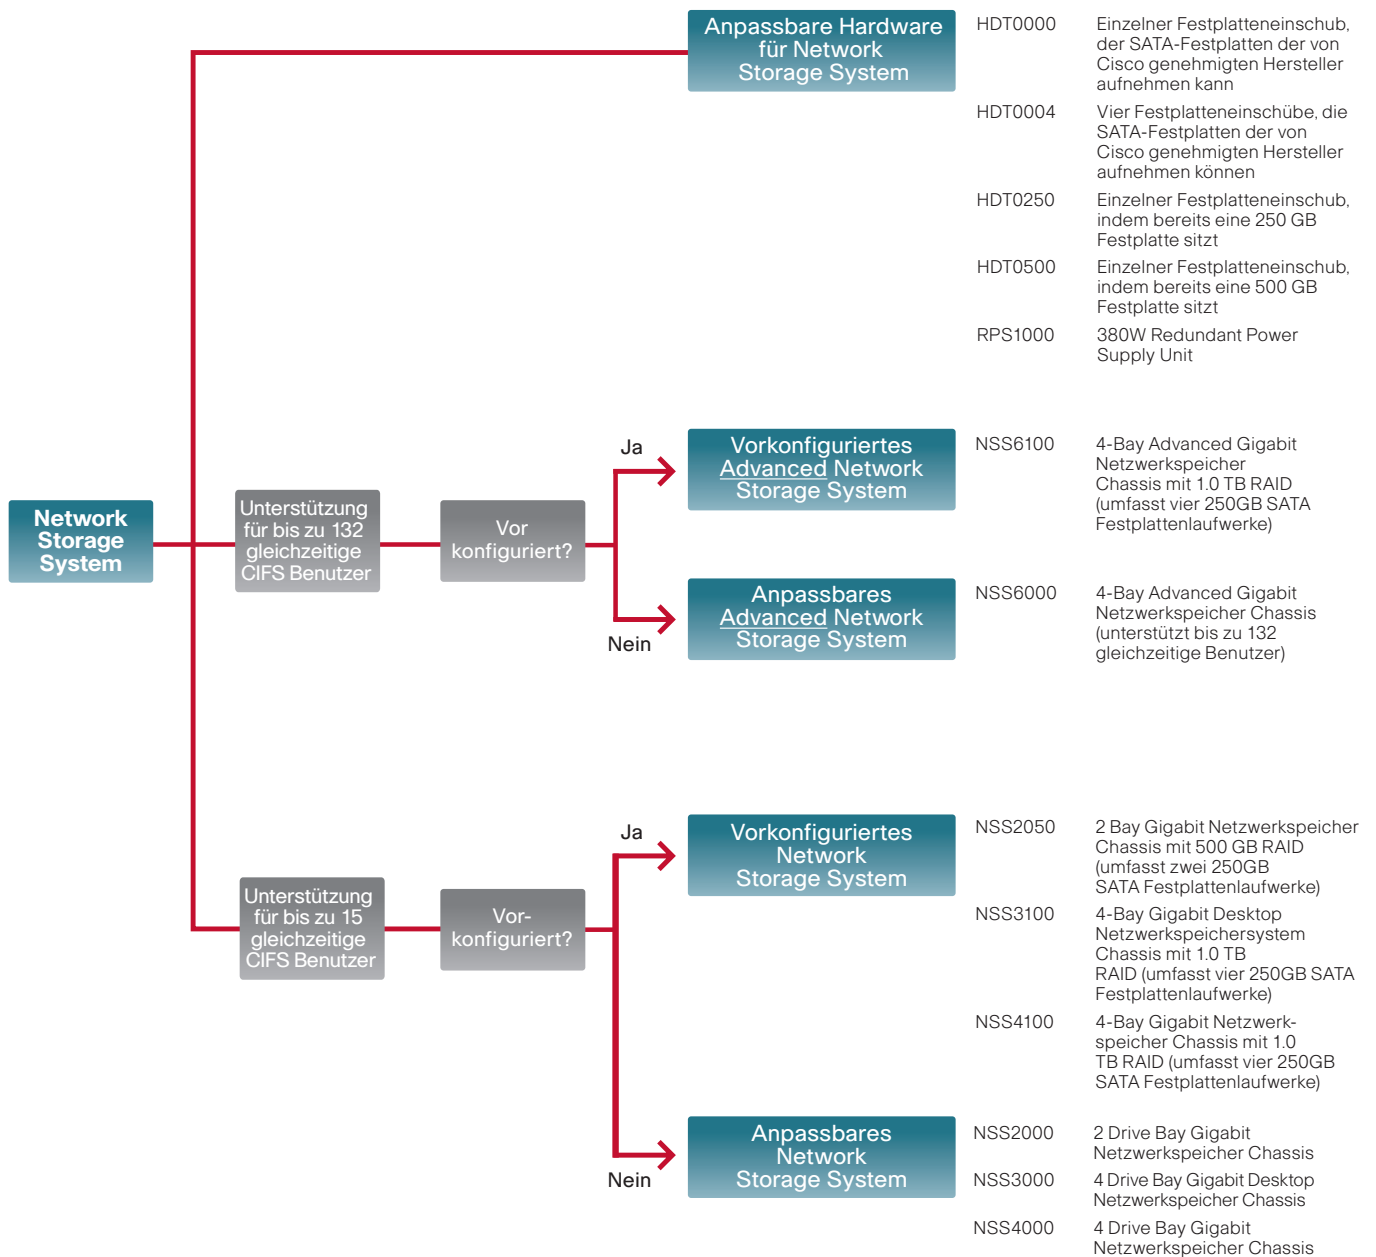 Anpassbare Hardware
für Network
Storage System
HDT0000
Einzelner Festplatteneinschub,
der SATA-Festplatten der von
Cisco genehmigten Hersteller
aufnehmen kann
HDT0004
Vier Festplatteneinschübe, die
SATA-Festplatten der von
Cisco genehmigten Hersteller
aufnehmen können
HDT0250
Einzelner Festplatteneinschub,
indem bereits eine 250 GB
Festplatte sitzt
HDT0500
Einzelner Festplatteneinschub,
indem bereits eine 500 GB
Festplatte sitzt
RPS1000
380W Redundant Power
Supply Unit
Network
Storage
System
Unterstützung
für bis zu 132
gleichzeitige
CIFS Benutzer
Vor
konfiguriert?
Ja
Vorkonfiguriertes
Advanced Network
Storage System
NSS6100
4-Bay Advanced Gigabit
Netzwerkspeicher
Chassis mit 1.0 TB RAID
(umfasst vier 250GB SATA
Festplattenlaufwerke)
Nein
Anpassbares
Advanced Network
Storage System
NSS6000
4-Bay Advanced Gigabit
Netzwerkspeicher Chassis
(unterstützt bis zu 132
gleichzeitige Benutzer)
Unterstützung
für bis zu 15
gleichzeitige
CIFS Benutzer
Vor-
konfiguriert?
Ja
Vorkonfiguriertes
Network
Storage System
NSS2050
2 Bay Gigabit Netzwerkspeicher
Chassis mit 500 GB RAID
(umfasst zwei 250GB
SATA Festplattenlaufwerke)
NSS3100
4-Bay Gigabit Desktop
Netzwerkspeichersystem
Chassis mit 1.0 TB
RAID (umfasst vier 250GB SATA
Festplattenlaufwerke)
NSS4100
4-Bay Gigabit Netzwerk-
speicher Chassis mit 1.0
TB RAID (umfasst vier 250GB
SATA Festplattenlaufwerke)
Nein
Anpassbares
Network
Storage System
NSS2000
2 Drive Bay Gigabit
Netzwerkspeicher Chassis
NSS3000
4 Drive Bay Gigabit Desktop
Netzwerkspeicher Chassis
NSS4000
4 Drive Bay Gigabit
Netzwerkspeicher Chassis